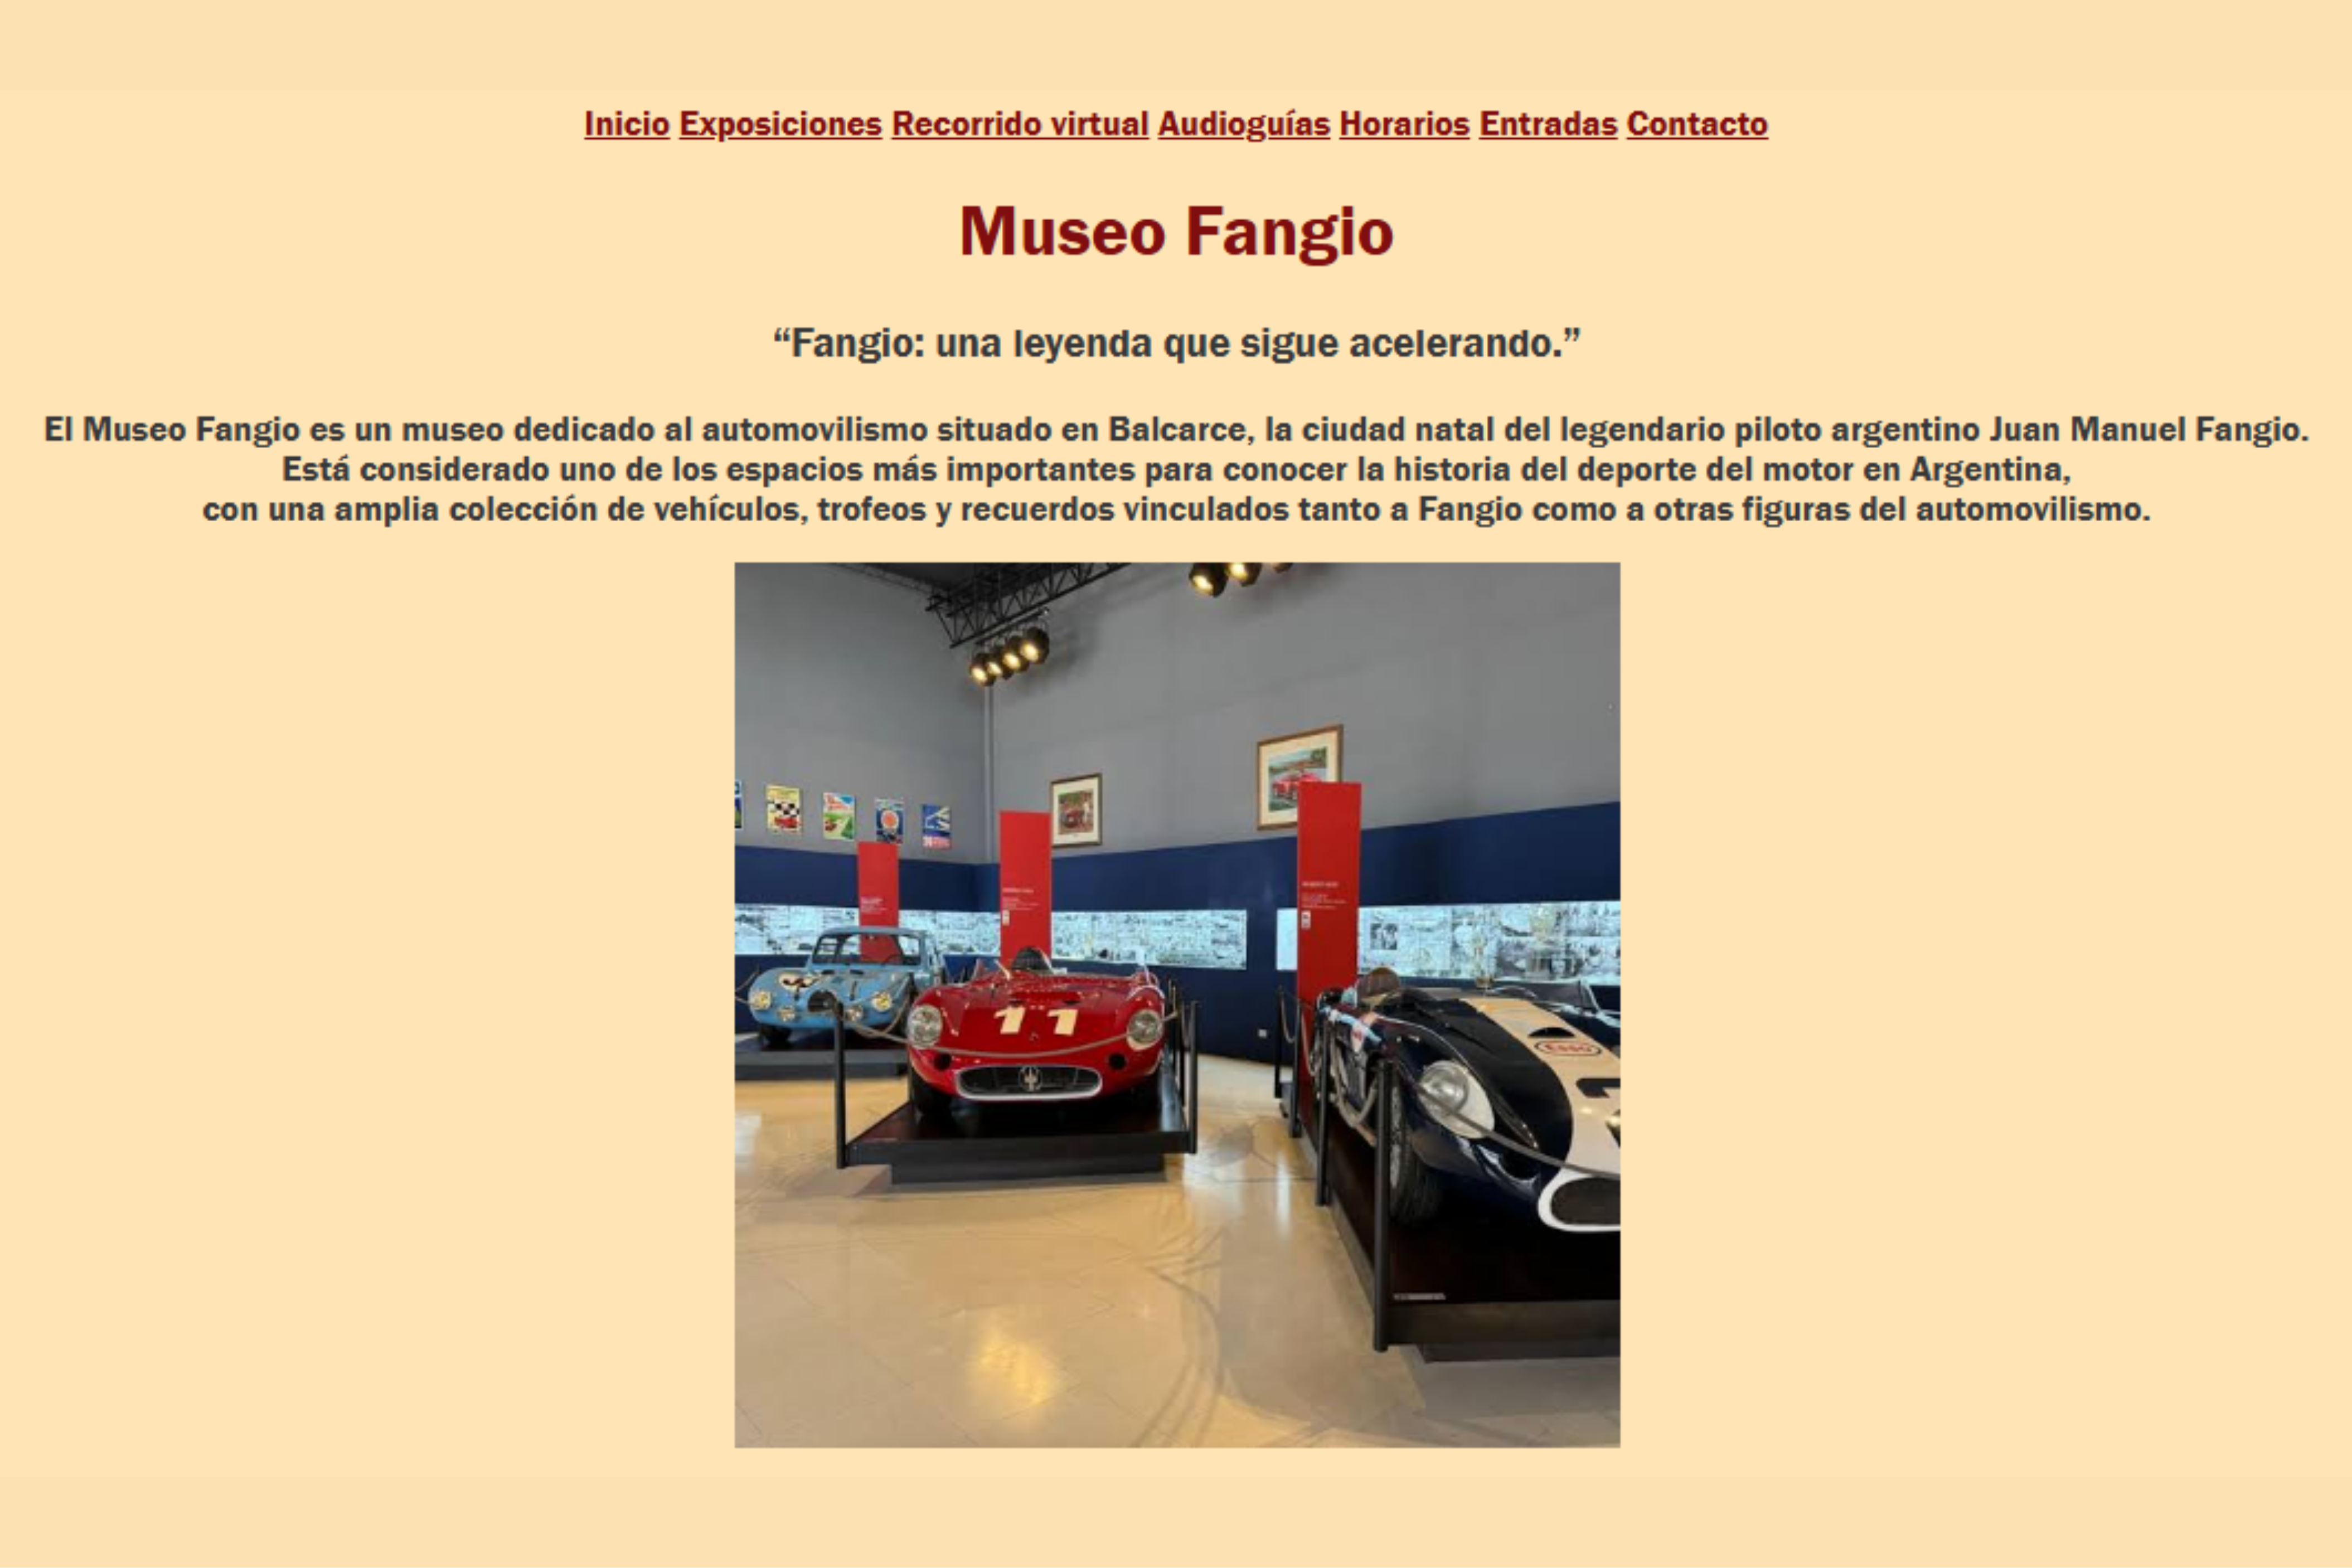 Inicio Exposiciones Recorrido virtual Audioguías Horarios Entradas Contacto
Museo Fangio
“Fangio: una leyenda que sigue acelerando.”
El Museo Fangio es un museo dedicado al automovilismo situado en Balcarce, la ciudad natal del legendario piloto argentino Juan Manuel Fangio.
Está considerado uno de los espacios más importantes para conocer la historia del deporte del motor en Argentina,
con una amplia colección de vehículos, trofeos y recuerdos vinculados tanto a Fangio como a otras figuras del automovilismo.
11
Esso